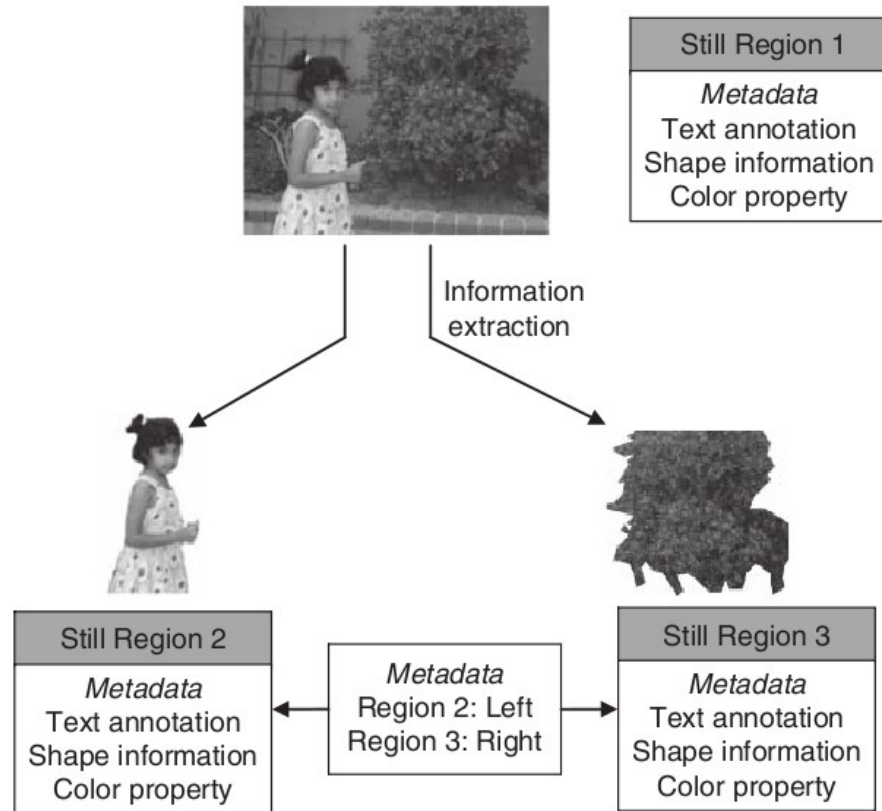 Still Region 1
Metadata
Text annotation
Shape information
Color property
Information
extraction
Still Region 2
Metadata
Text annotation
Shape information
Color property
Metadata
Region 2: Left
Region 3: Right
Still Region 3
Metadata
Text annotation
Shape information
Color property